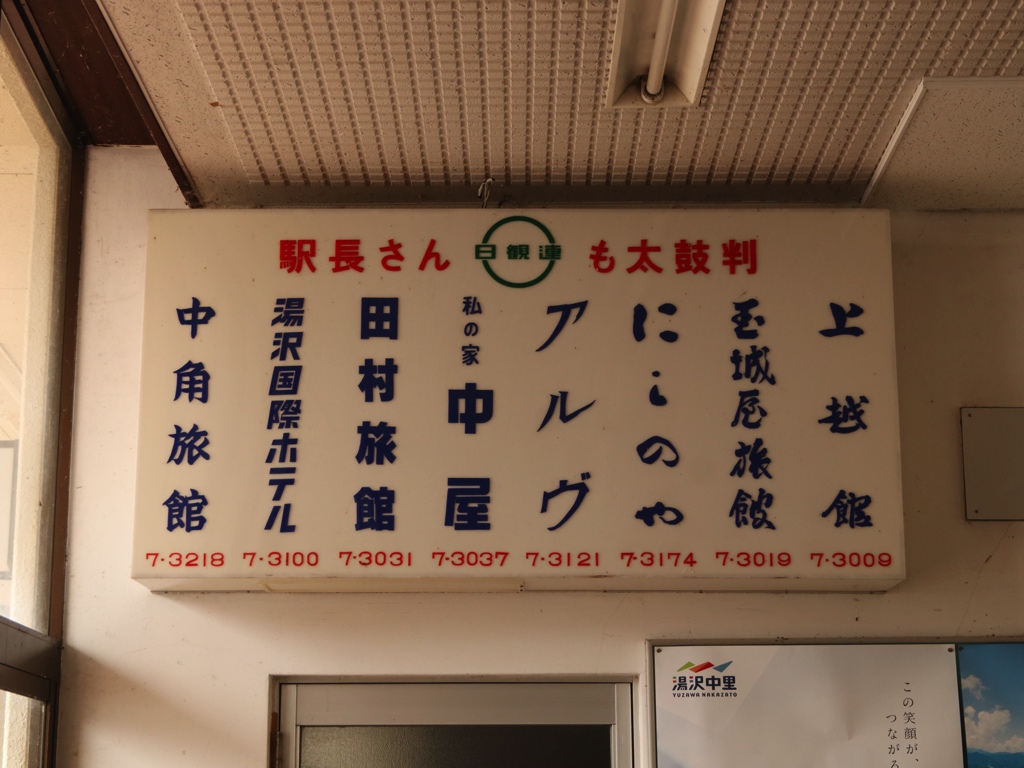 駅長さん 日観連 も太鼓判
上越館
玉城屋旅館
にしのや
アルヴ
私の家 中屋
田村旅館
湯沢国際ホテル
中角旅館
7-3218 7-3100 7-3031 7-3037 7-3121 7-3174 7-3019 7-3009
湯沢中里
YUZAWA NAKAZATO
この笑顔が、
つながる